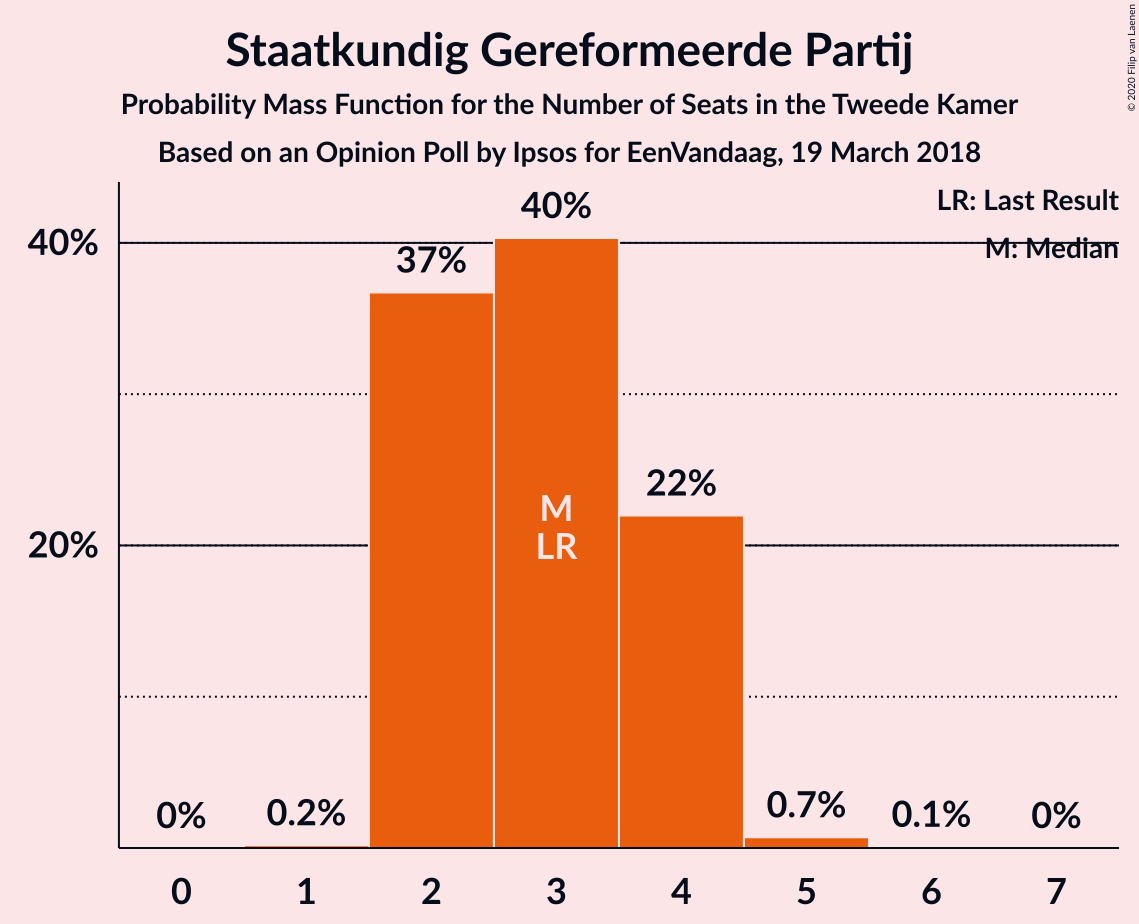 Staatkundig Gereformeerde Partij
Probability Mass Function for the Number of Seats in the Tweede Kamer
Based on an Opinion Poll by Ipsos for EenVandaag, 19 March 2018
© 2020 Filip van Laenen
LR: Last Result
M: Median
40%
20%
0%
0.2%
37%
40%
22%
0.7%
0.1%
0%
M
LR
0 1 2 3 4 5 6 7